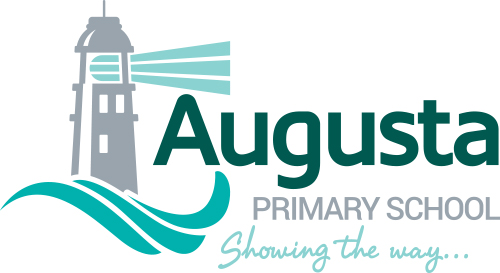 Augusta
PRIMARY SCHOOL
Showing the way...